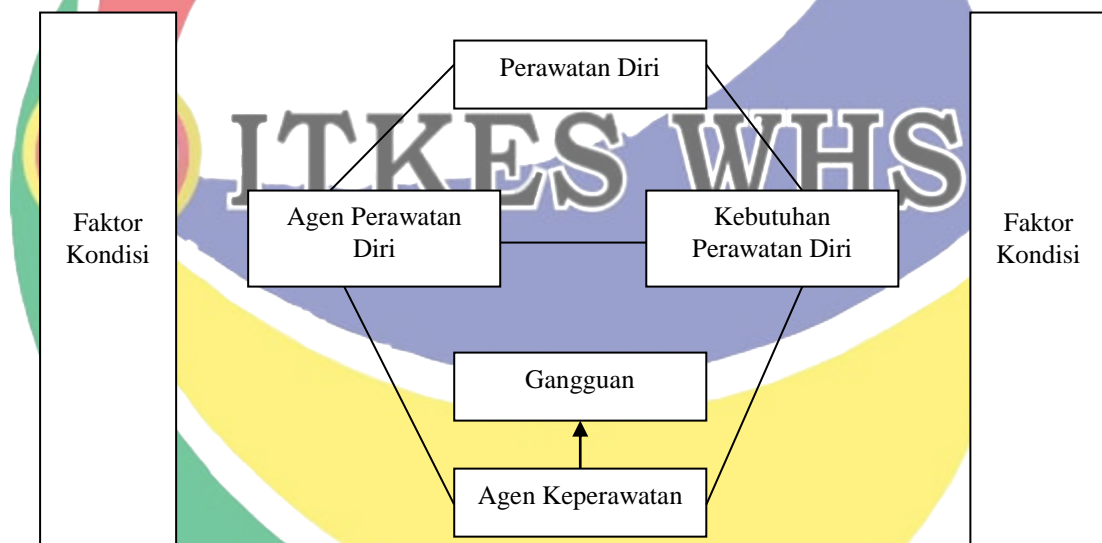 Perawatan Diri
ITKES WHS
Faktor
Kondisi
Agen Perawatan
Diri
Kebutuhan
Perawatan Diri
Faktor
Kondisi
Gangguan
Agen Keperawatan